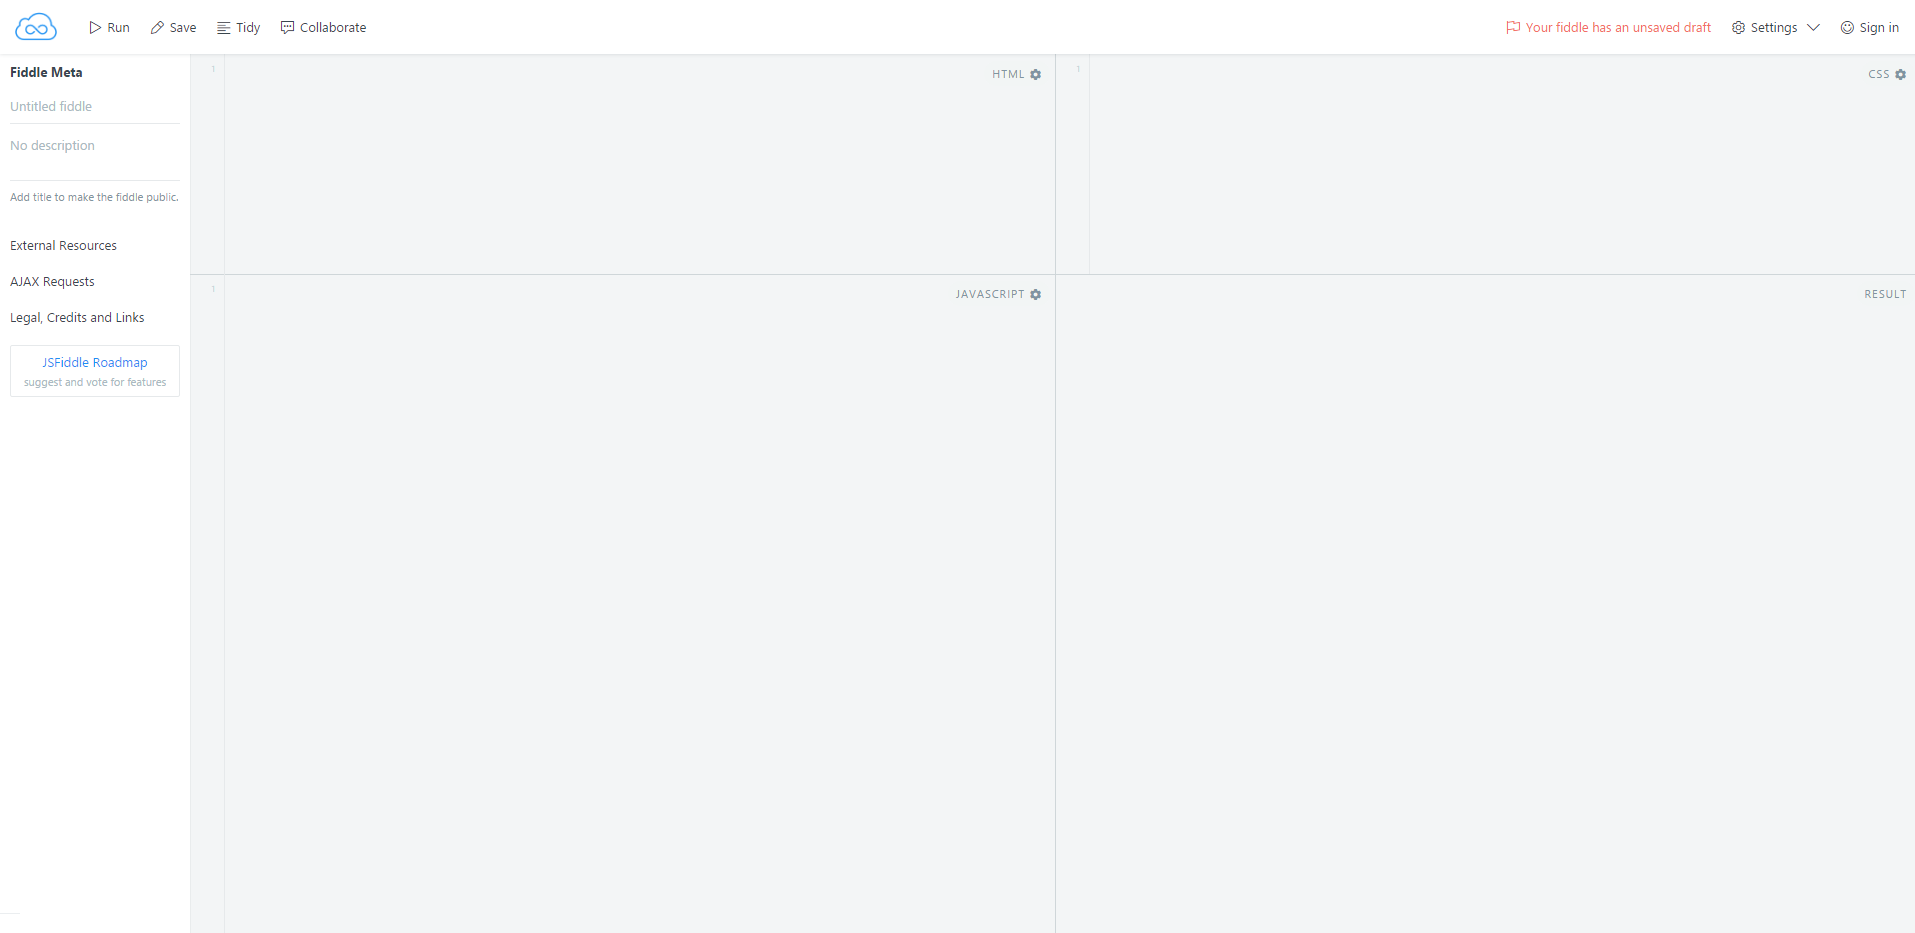 Run Save Tidy Collaborate Your fiddle has an unsaved draft Settings Sign in
Fiddle Meta
Untitled fiddle
No description
Add title to make the fiddle public.
External Resources
AJAX Requests
Legal, Credits and Links
JSFiddle Roadmap
suggest and vote for features
1
HTML
1
CSS
1
JAVASCRIPT
RESULT